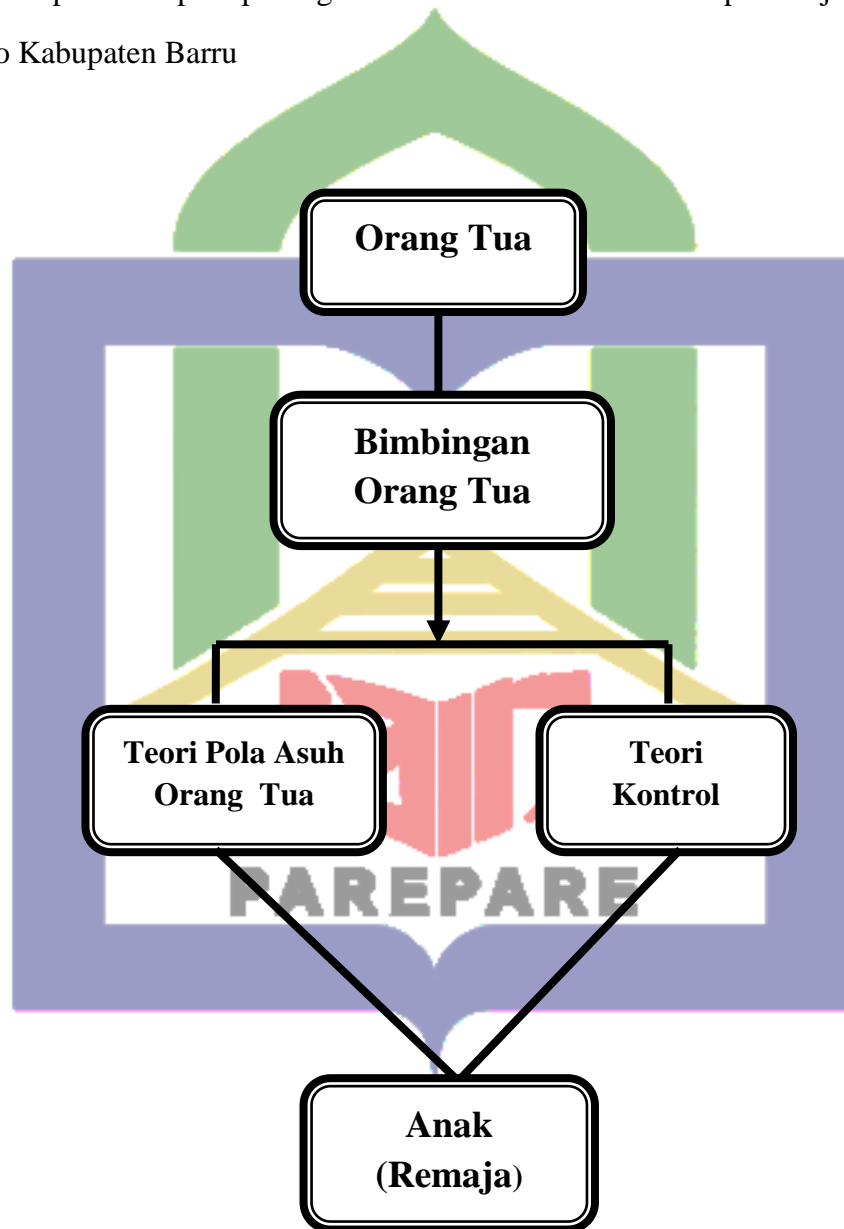 Kabupaten Barru
Orang Tua
Bimbingan
Orang Tua
Teori Pola Asuh
Orang Tua
Teori
Kontrol
PAREPARE
Anak
(Remaja)